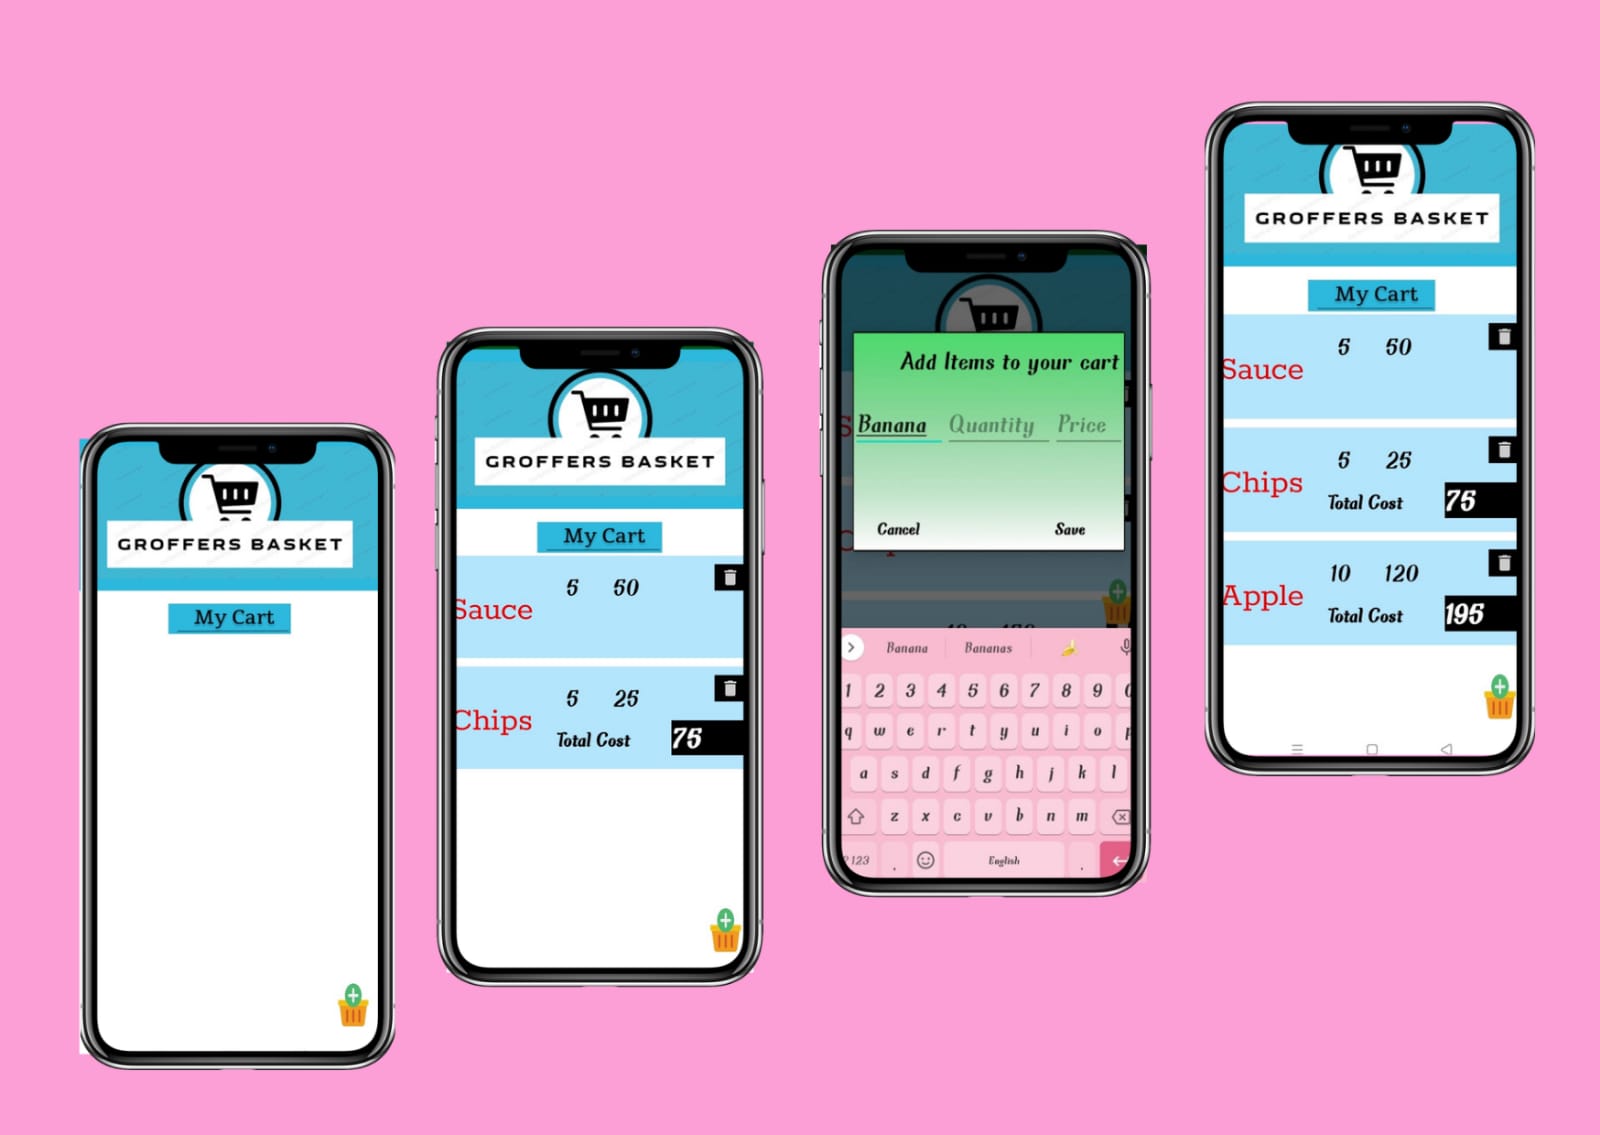 GROFFERS BASKET
My Cart
GROFFERS BASKET
My Cart
5 50
Sauce
5 25
Chips
Total Cost 75
Add Items to your cart
Banana Quantity Price
Cancel Save
Banana Bananas
1 2 3 4 5 6 7 8 9
q w e r t y u i o p
a s d f g h j k l
z x c v b n m
123 , English .
GROFFERS BASKET
My Cart
5 50
Sauce
5 25
Chips
Total Cost 75
10 120
Apple
Total Cost 195